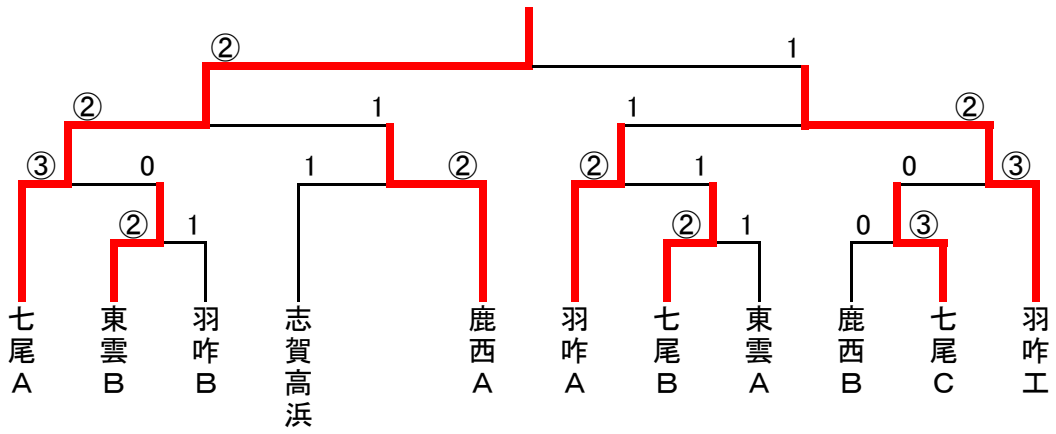 ② 1
② 1 1 ②
③ 0 1 ② ② 1 0 ③
② 1 ② 1 0 ③
七尾A
東雲B
羽咋B
志賀高浜
鹿西A
羽咋A
七尾B
東雲A
鹿西B
七尾C
羽咋工